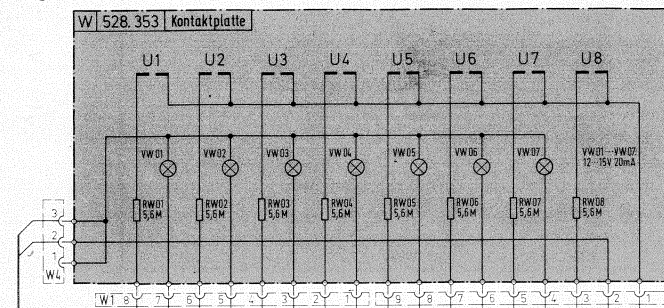 W 528.353 Kontaktplatte
U1 U2 U3 U4 U5 U6 U7 U8
VW01 VW02 VW03 VW04 VW05 VW06 VW07 VW01···VW07
12···15V 20mA
RW01 RW02 RW03 RW04 RW05 RW06 RW07 RW08
5,6M 5,6M 5,6M 5,6M 5,6M 5,6M 5,6M 5,6M
3
2
1
W4
W1 8 7 6 5 4 3 2 1 9 8 7 6 5 4 3 2 1